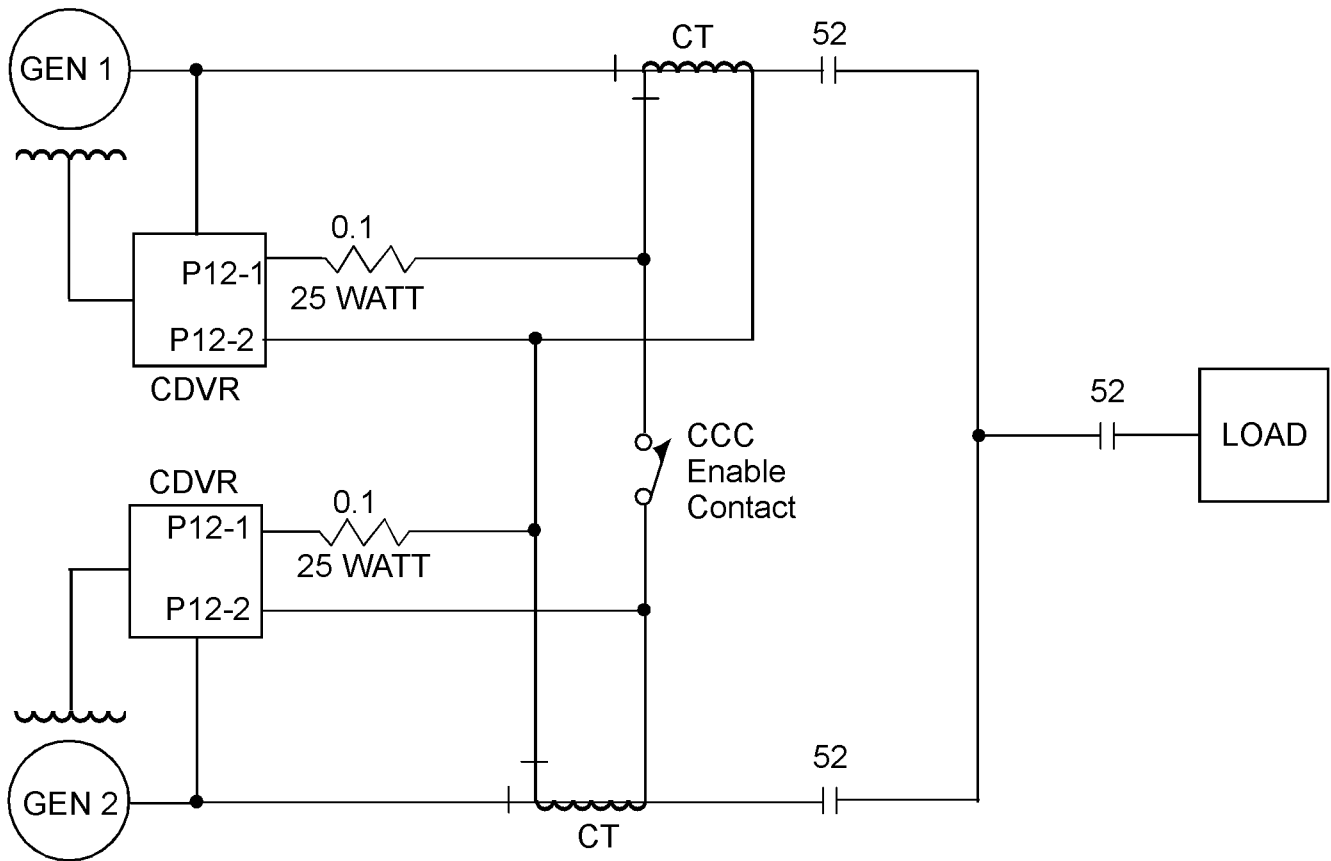 CT
52
GEN 1
0.1
P12-1
25 WATT
P12-2
CDVR
52
LOAD
CCC
Enable
Contact
CDVR
0.1
P12-1
25 WATT
P12-2
52
GEN 2
CT